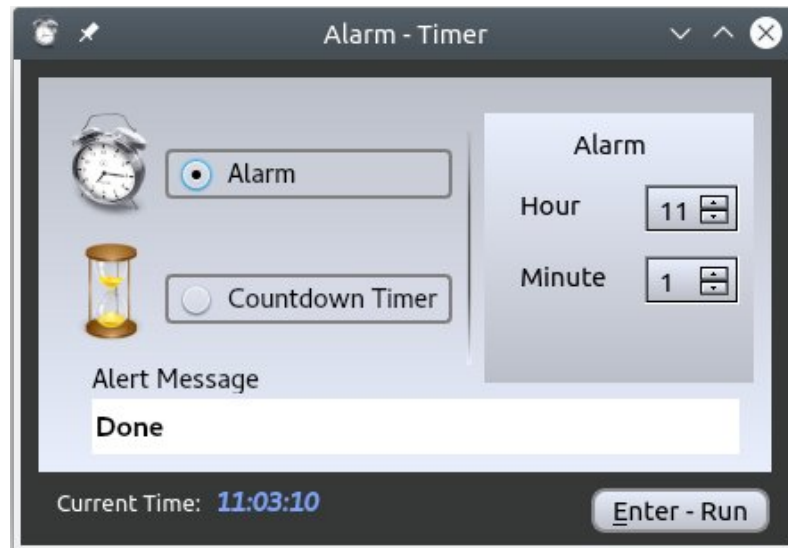 Alarm - Timer
Alarm
Countdown Timer
Alarm
Hour 11
Minute 1
Alert Message
Done
Current Time: 11:03:10
Enter - Run